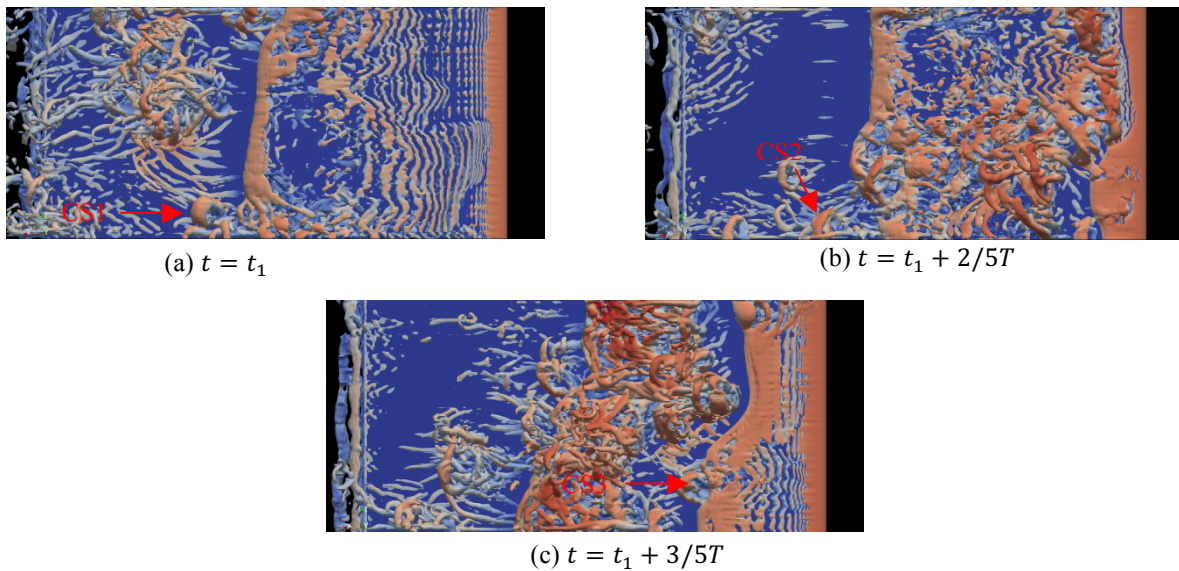 CS1
(a) t = t₁
CS2
(b) t = t₁ + 2/5T
CS3
(c) t = t₁ + 3/5T